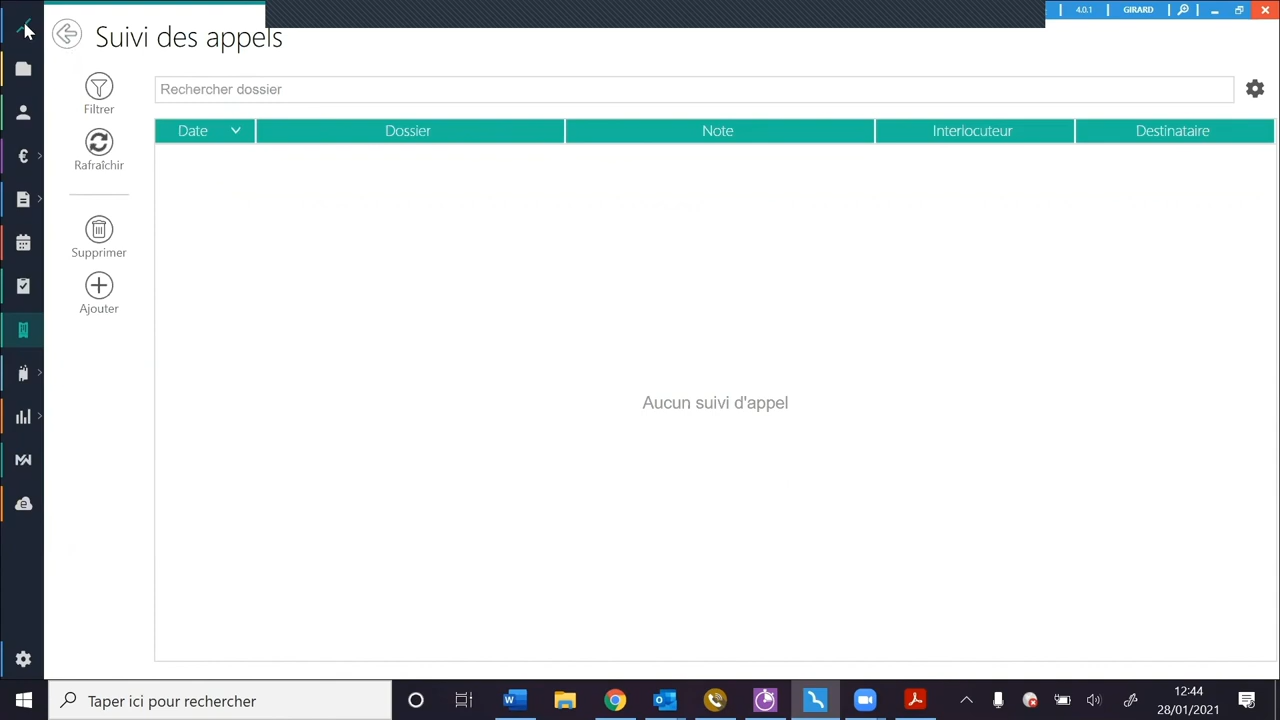 4.0.1 GIRARD
Suivi des appels
Filtrer
Rechercher dossier
Date Dossier Note Interlocuteur Destinataire
Rafraîchir
Supprimer
Ajouter
Aucun suivi d'appel
Taper ici pour rechercher
12:44
28/01/2021